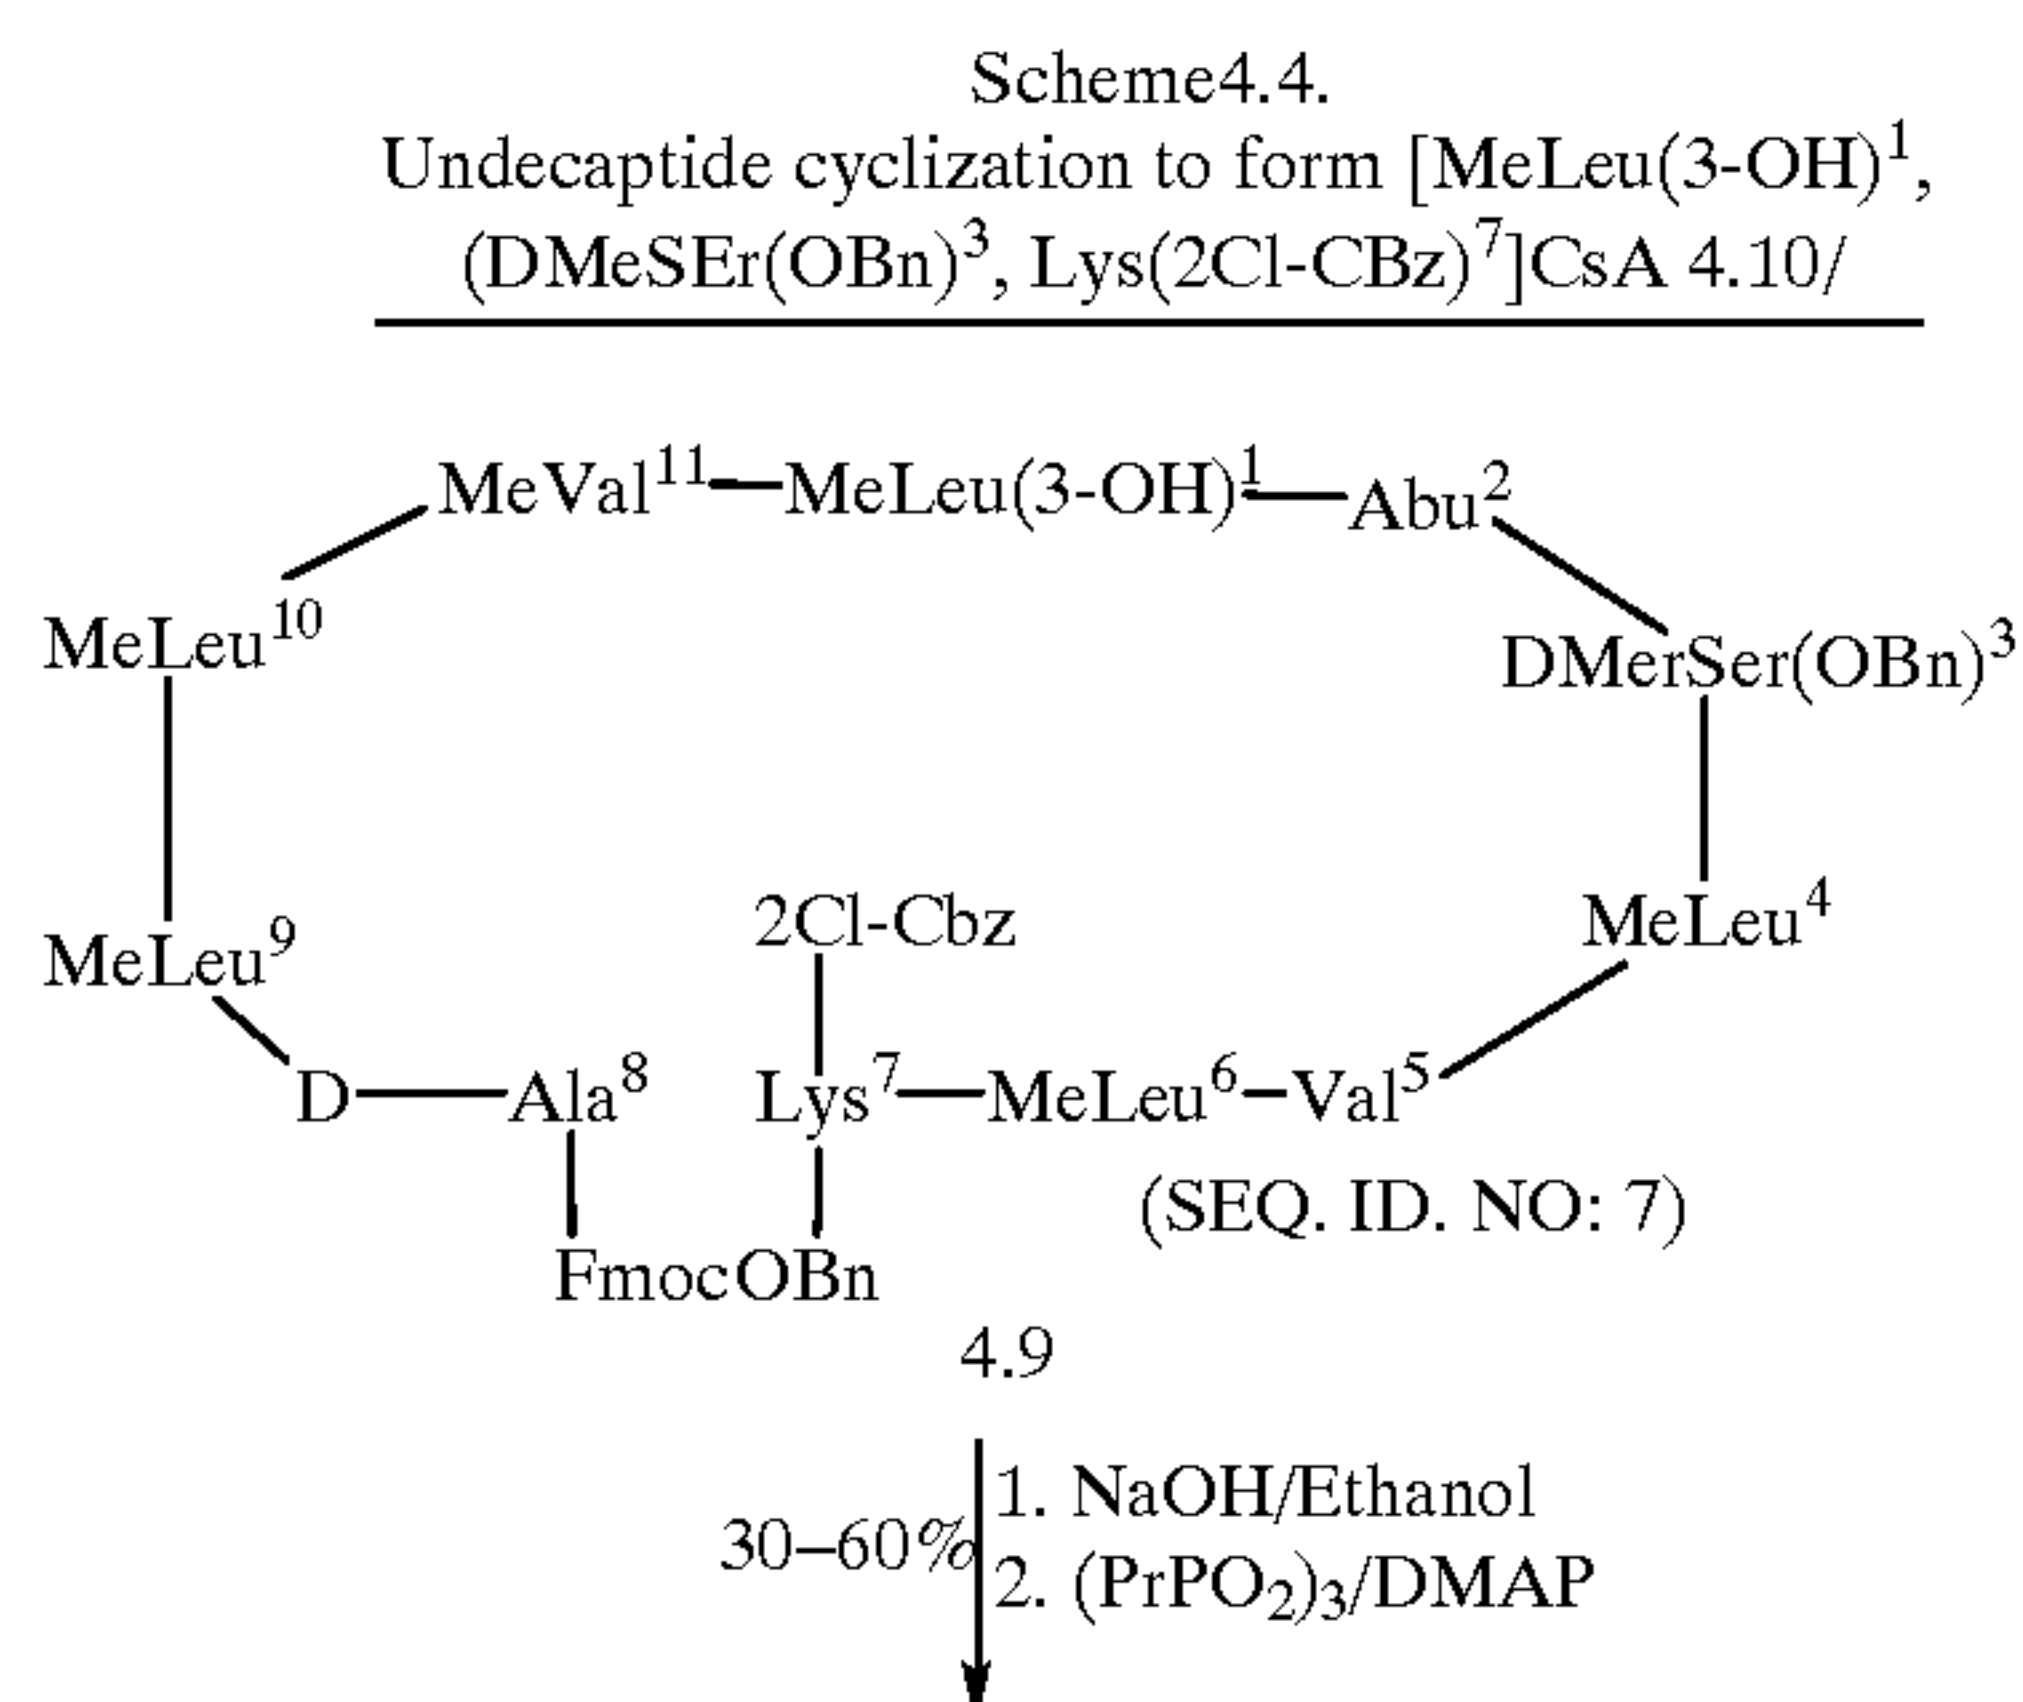 Scheme4.4.
Undecaptide cyclization to form [MeLeu(3-OH)¹,
(DMeSEr(OBn)³, Lys(2Cl-CBz)⁷]CsA 4.10/
MeVal¹¹ MeLeu(3-OH)¹ Abu²
MeLeu¹⁰ DMerSer(OBn)³
2Cl-Cbz MeLeu⁴
MeLeu⁹
D Ala⁸ Lys⁷ MeLeu⁶ Val⁵
(SEQ. ID. NO: 7)
FmocOBn
4.9
1. NaOH/Ethanol
30–60%
2. (PrPO₂)₃/DMAP